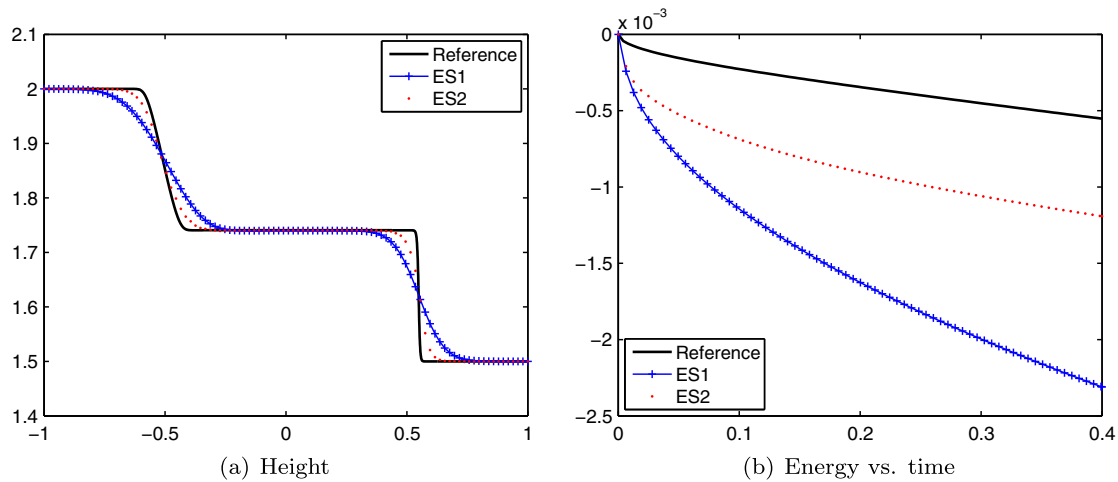 2.1
2
1.9
1.8
1.7
1.6
1.5
1.4
−1
−0.5
0
0.5
1
Reference
ES1
ES2
(a) Height
x 10−3
0
−0.5
−1
−1.5
−2
−2.5
0
0.1
0.2
0.3
0.4
Reference
ES1
ES2
(b) Energy vs. time